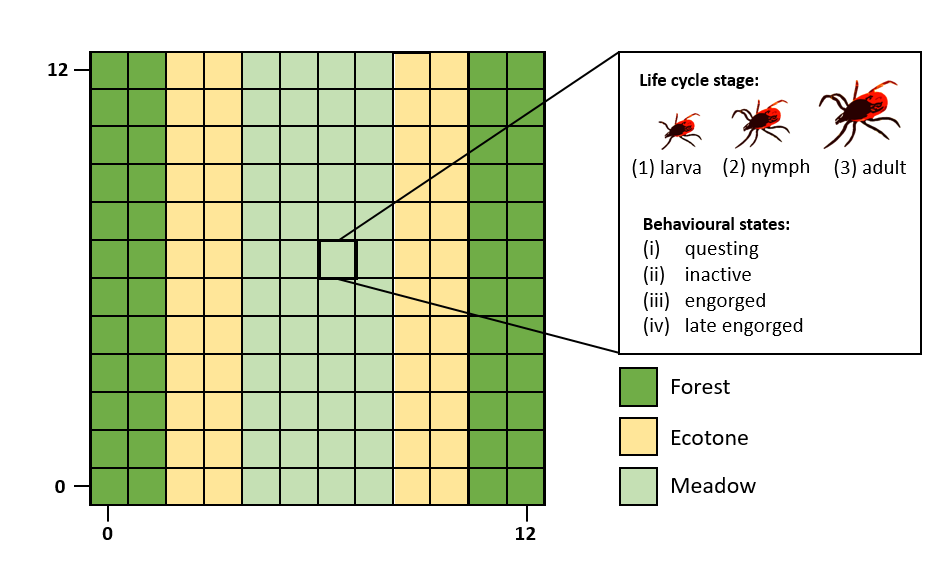 12
0
0
12
Life cycle stage:
(1) larva (2) nymph (3) adult
Behavioural states:
(i) questing
(ii) inactive
(iii) engorged
(iv) late engorged
Forest
Ecotone
Meadow